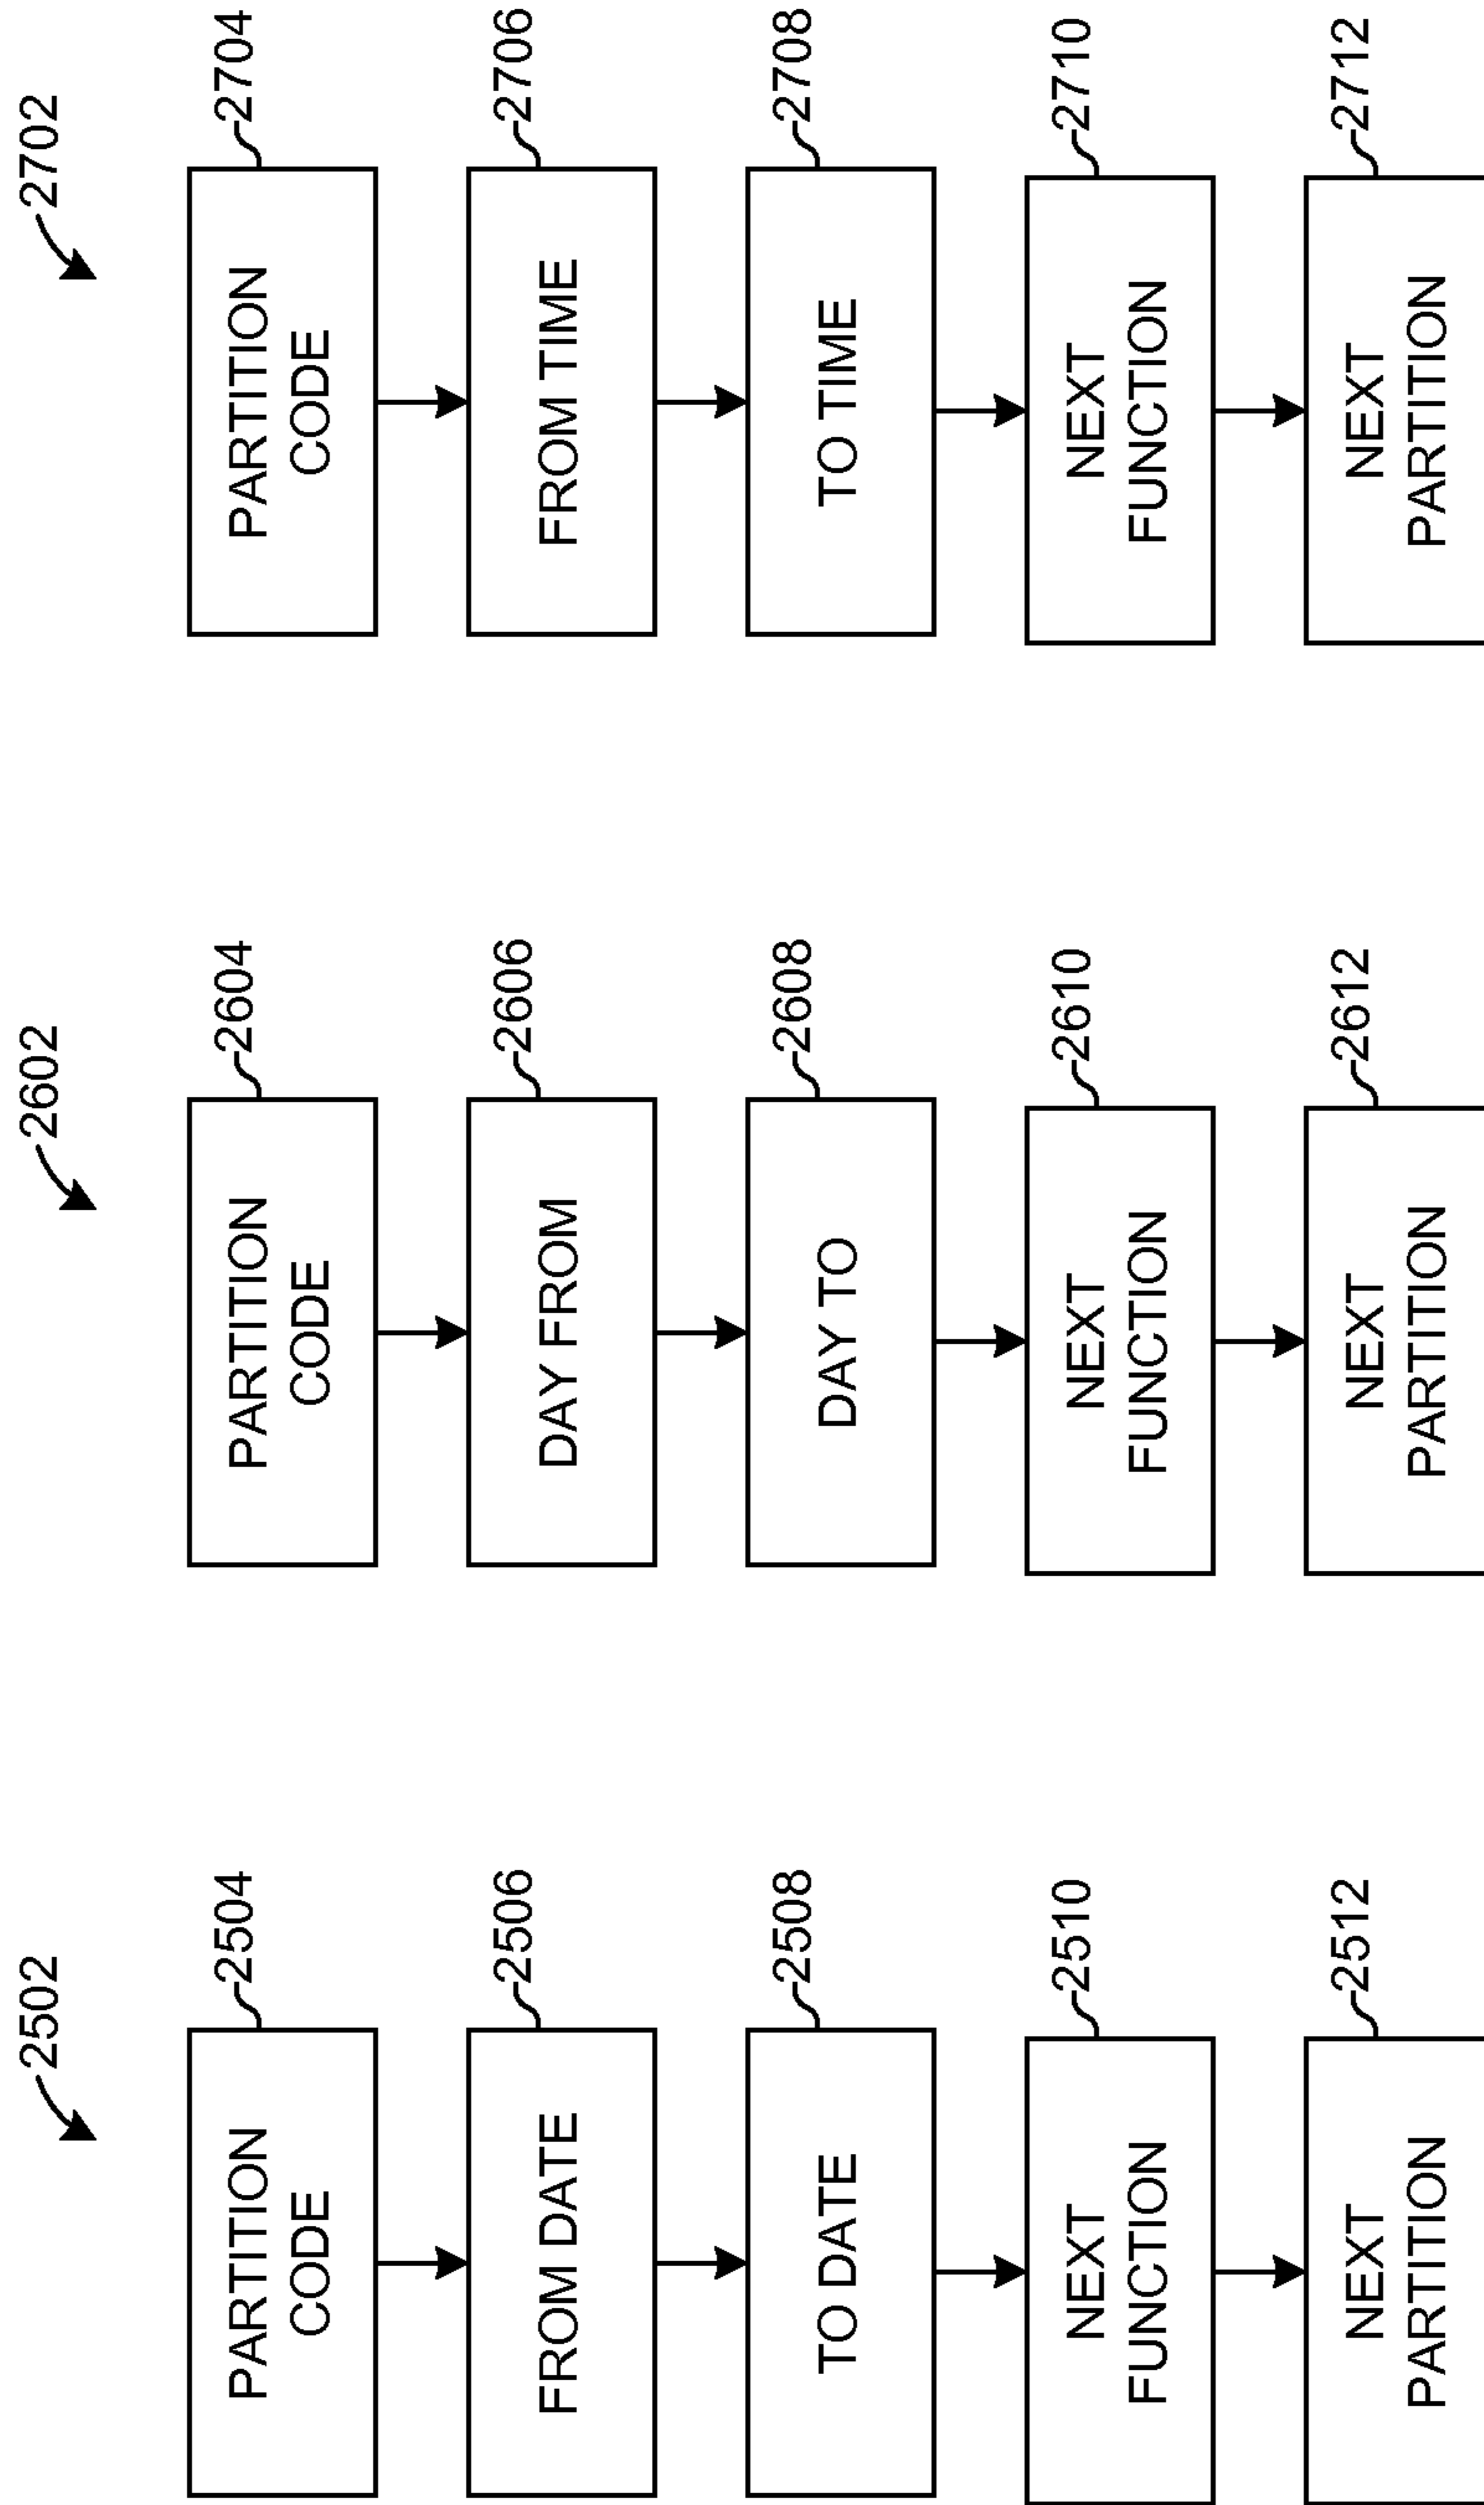 2502
PARTITION
CODE
2504
FROM DATE
2506
TO DATE
2508
NEXT
FUNCTION
2510
NEXT
PARTITION
2512
2602
PARTITION
CODE
2604
DAY FROM
2606
DAY TO
2608
NEXT
FUNCTION
2610
NEXT
PARTITION
2612
2702
PARTITION
CODE
2704
FROM TIME
2706
TO TIME
2708
NEXT
FUNCTION
2710
NEXT
PARTITION
2712